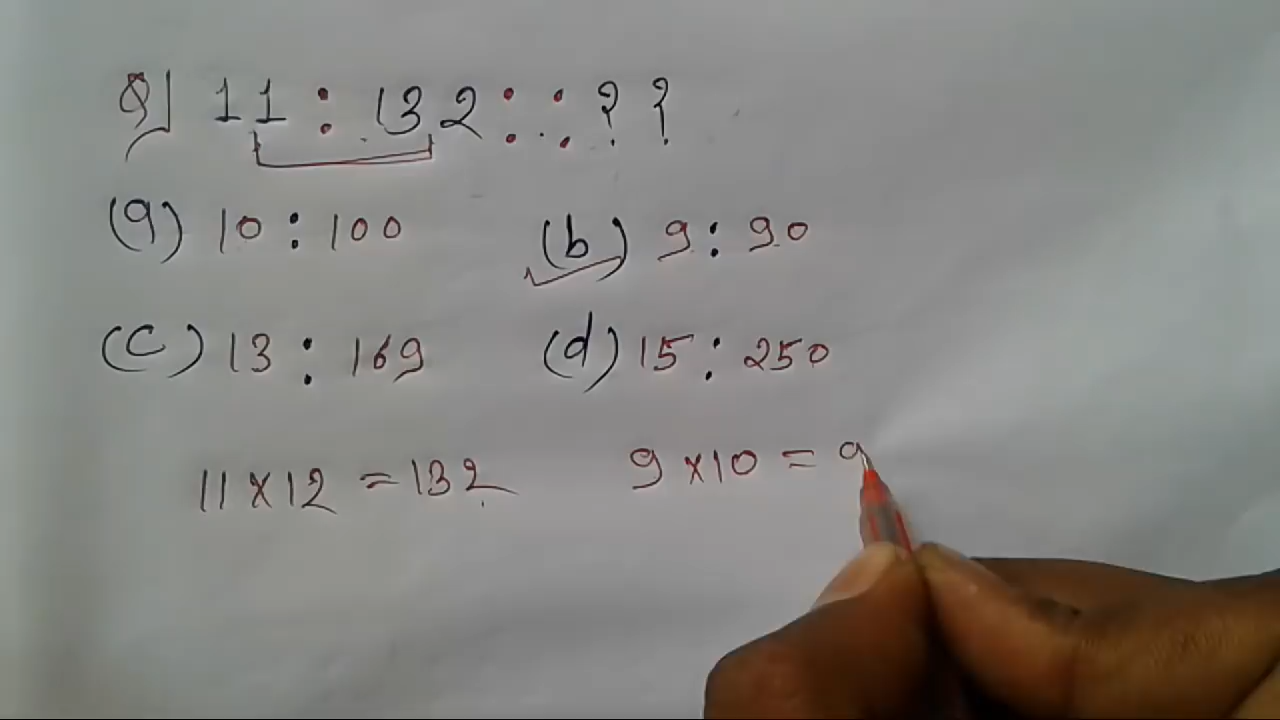 Q] 11 : 132 : : ? ?
(a) 10 : 100 (b) 9 : 90
(c) 13 : 169 (d) 15 : 250
11 x 12 = 132 9 x 10 = 9